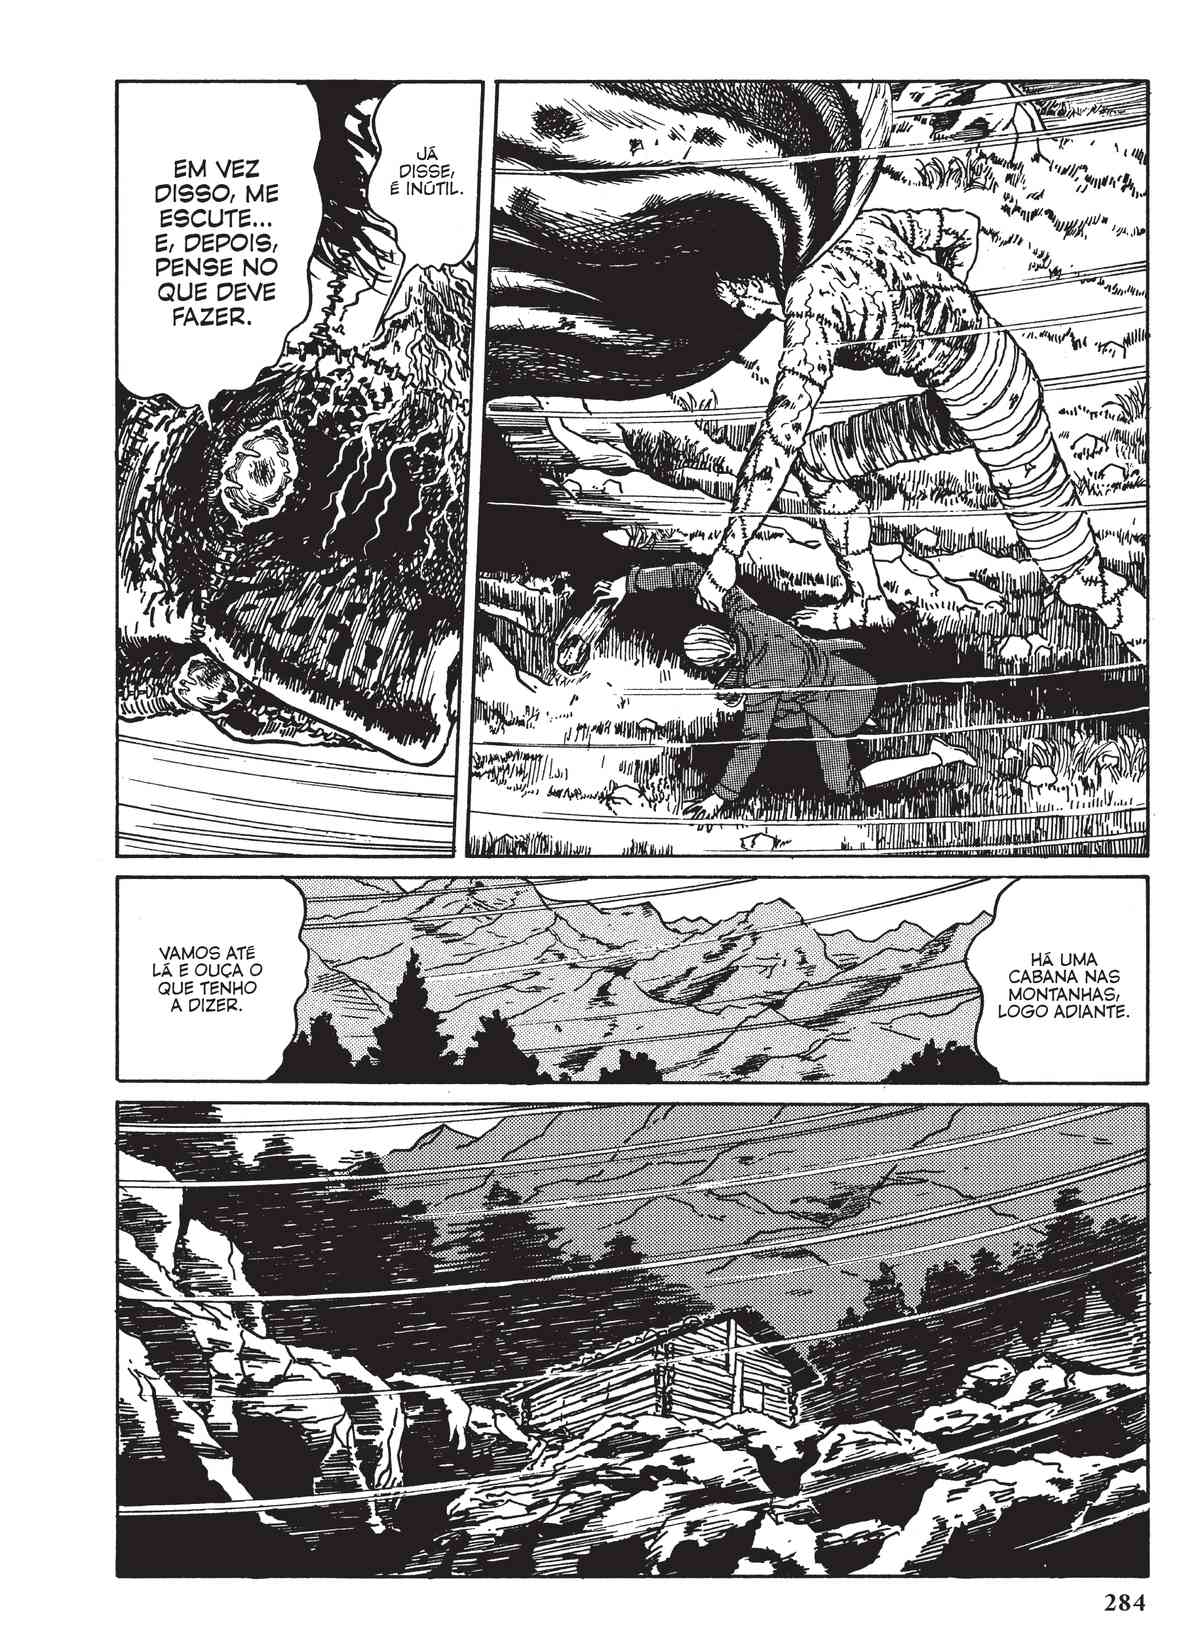 JÁ
DISSE,
É INÚTIL.
EM VEZ
DISSO, ME
ESCUTE...
E, DEPOIS,
PENSE NO
QUE DEVE
FAZER.
HÁ UMA
CABANA NAS
MONTANHAS,
LOGO ADIANTE.
VAMOS ATÉ
LÁ E OUÇA O
QUE TENHO
A DIZER.
284